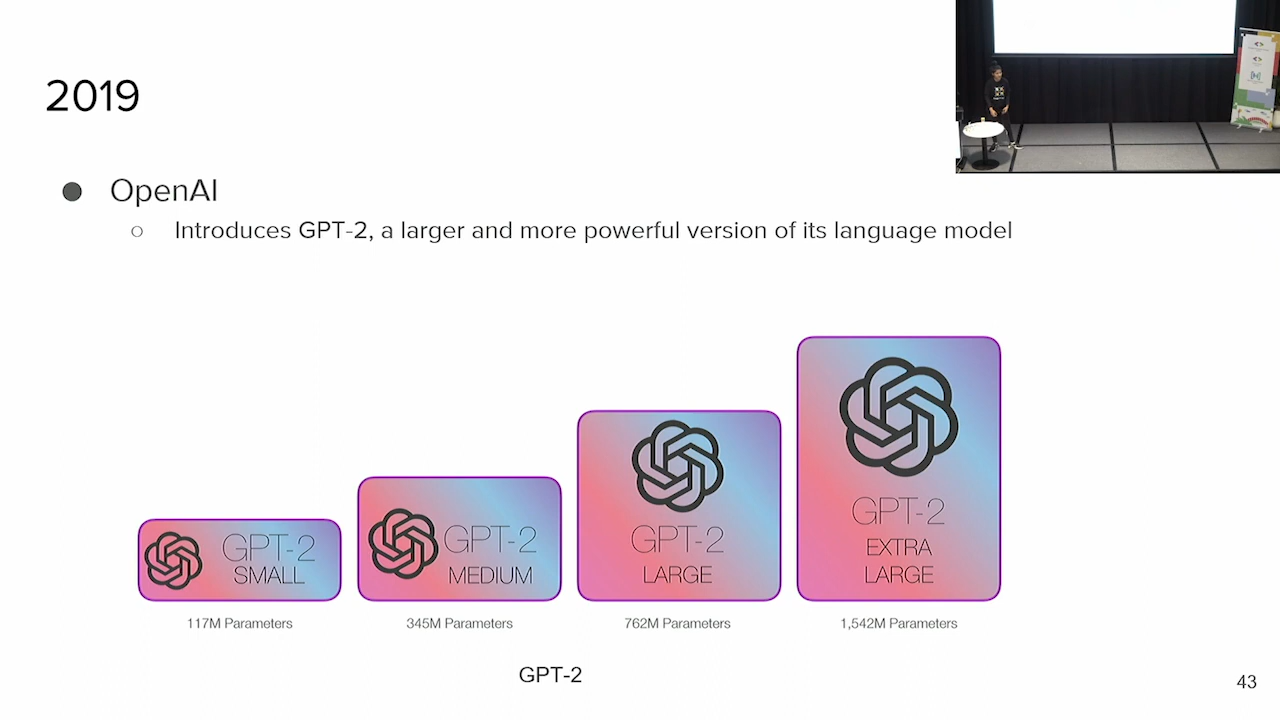 2019
OpenAI
Introduces GPT-2, a larger and more powerful version of its language model
GPT-2
SMALL
GPT-2
MEDIUM
GPT-2
LARGE
GPT-2
EXTRA
LARGE
117M Parameters
345M Parameters
762M Parameters
1,542M Parameters
GPT-2
43